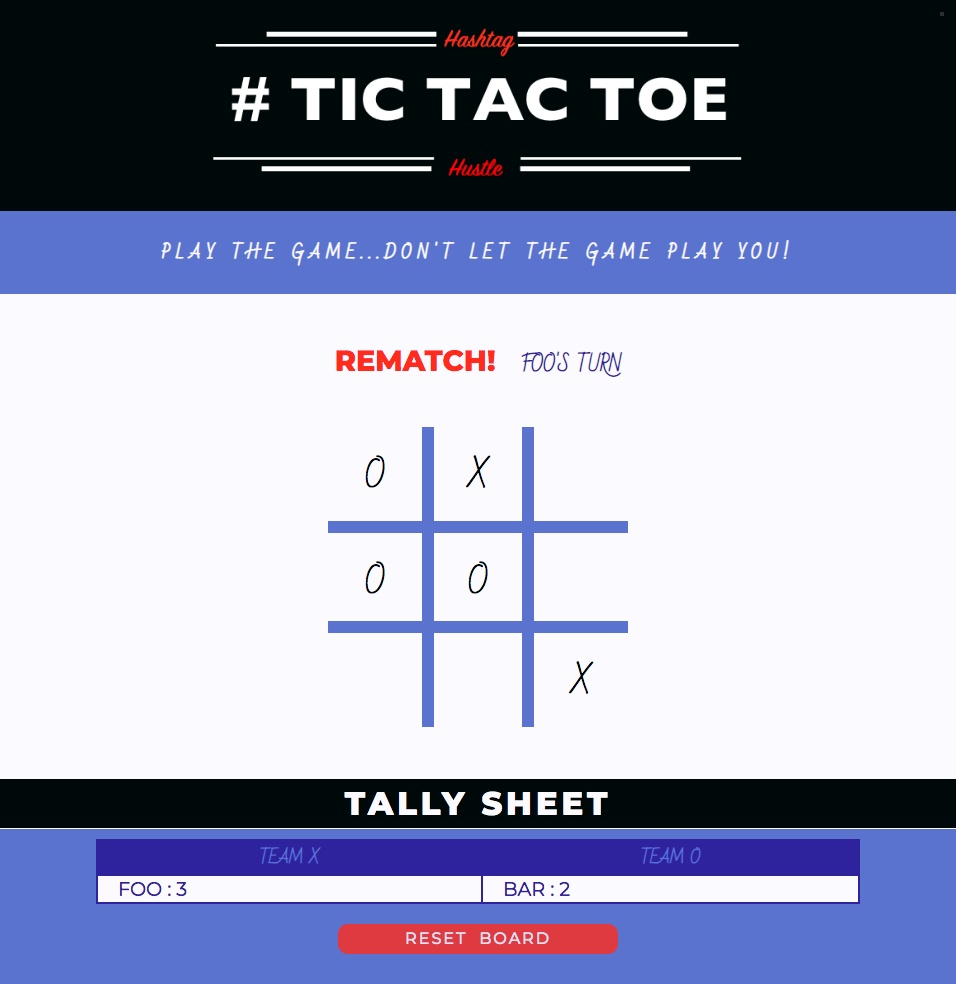 Hashtag
# TIC TAC TOE
Hustle
PLAY THE GAME...DON'T LET THE GAME PLAY YOU!
REMATCH! FOO'S TURN
O X
O O
X
TALLY SHEET
TEAM X TEAM O
FOO : 3 BAR : 2
RESET BOARD